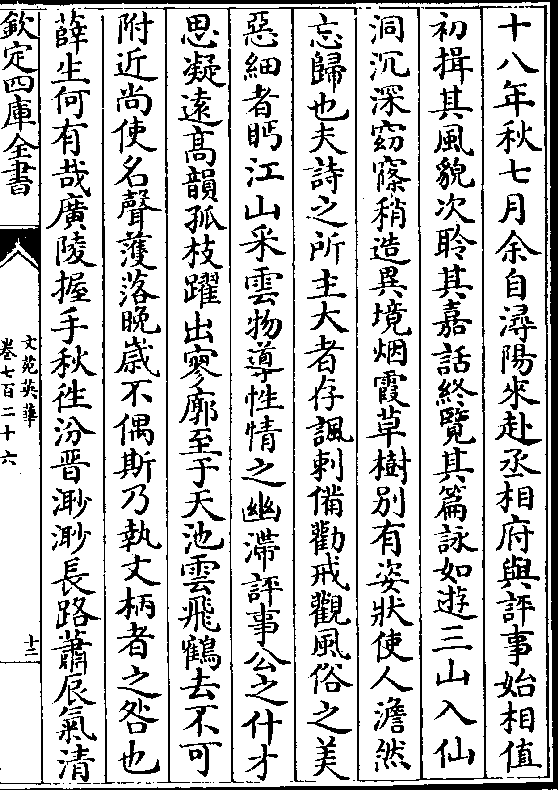 十八年秋七月余自潯陽來赴丞相府與評事始相值
初揖其風貌次聆其嘉話終覽其篇詠如遊三山入仙
洞沉深窈窱稍造異境烟霞草樹别有姿狀使人澹然
忘歸也夫詩之所主大者存諷刺備勸戒觀風俗之美
惡細者眄江山采雲物導性情之幽滯評事公之什才
思凝遠髙韻孤枝躍出寥廓至于天池雲飛鶴去不可
附近尚使名聲䕶落晩嵗不偶斯乃執文柄者之咎也
薛生何有哉廣陵握手秋徃汾晋渺渺長路蕭辰氣清
欽定四庫全書
文苑英華
卷七百二十六
十三